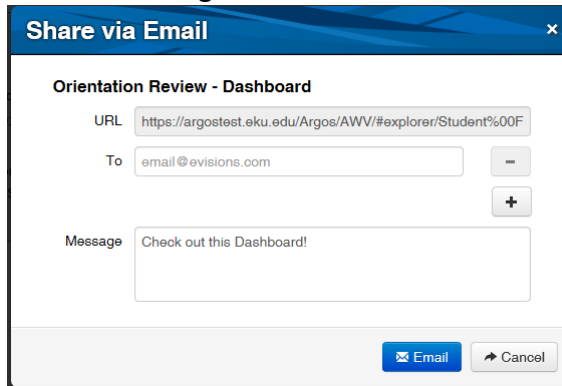 Share via Email ×
Orientation Review - Dashboard
URL https://argostest.eku.edu/Argos/AWV/#explorer/Student%00F
To email@evisions.com −
+
Message Check out this Dashboard!
Email Cancel